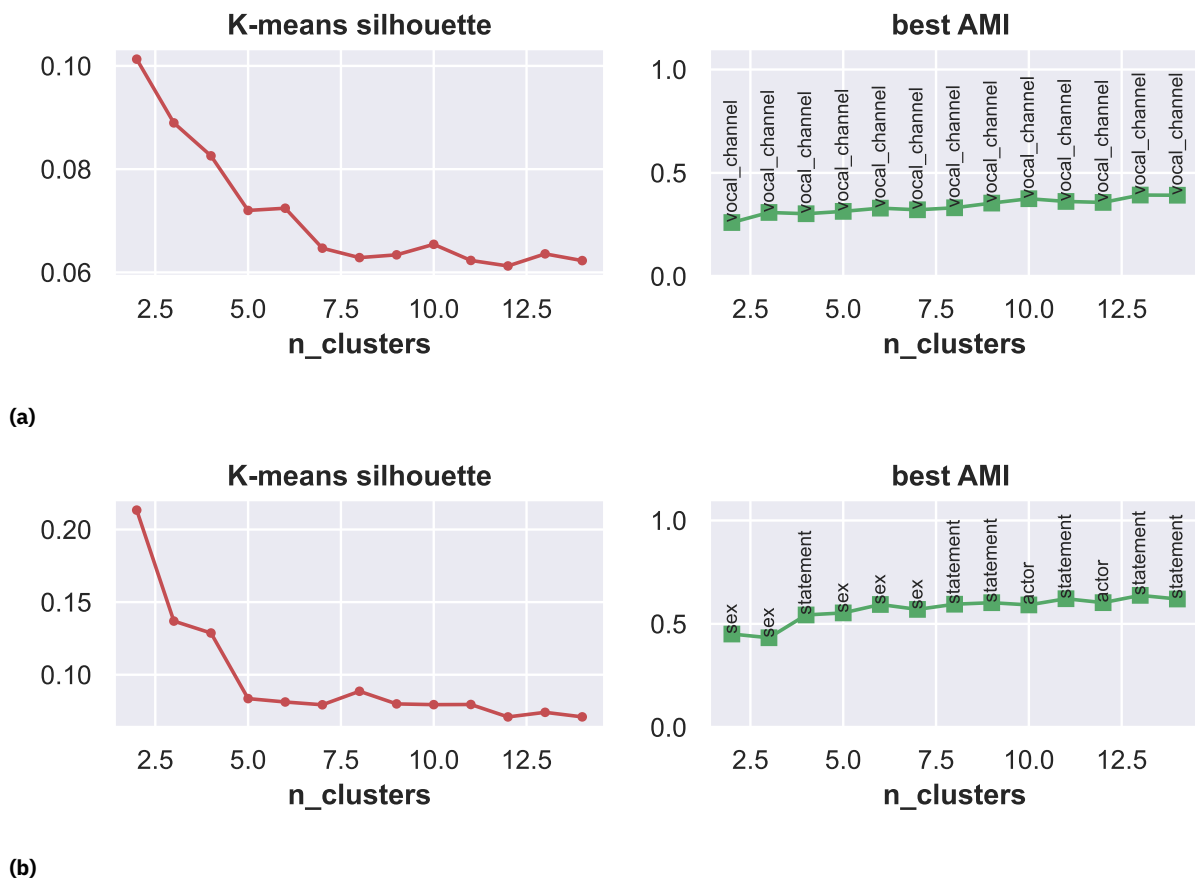 K-means silhouette
best AMI
0.10
0.08
0.06
2.5 5.0 7.5 10.0 12.5
n_clusters
1.0
0.5
0.0
vocal_channel
vocal_channel
vocal_channel
vocal_channel
vocal_channel
vocal_channel
vocal_channel
vocal_channel
vocal_channel
vocal_channel
vocal_channel
vocal_channel
vocal_channel
2.5 5.0 7.5 10.0 12.5
n_clusters
(a)
K-means silhouette
best AMI
0.20
0.15
0.10
2.5 5.0 7.5 10.0 12.5
n_clusters
1.0
0.5
0.0
sex
sex
statement
sex
sex
sex
statement
statement
actor
statement
actor
statement
statement
2.5 5.0 7.5 10.0 12.5
n_clusters
(b)